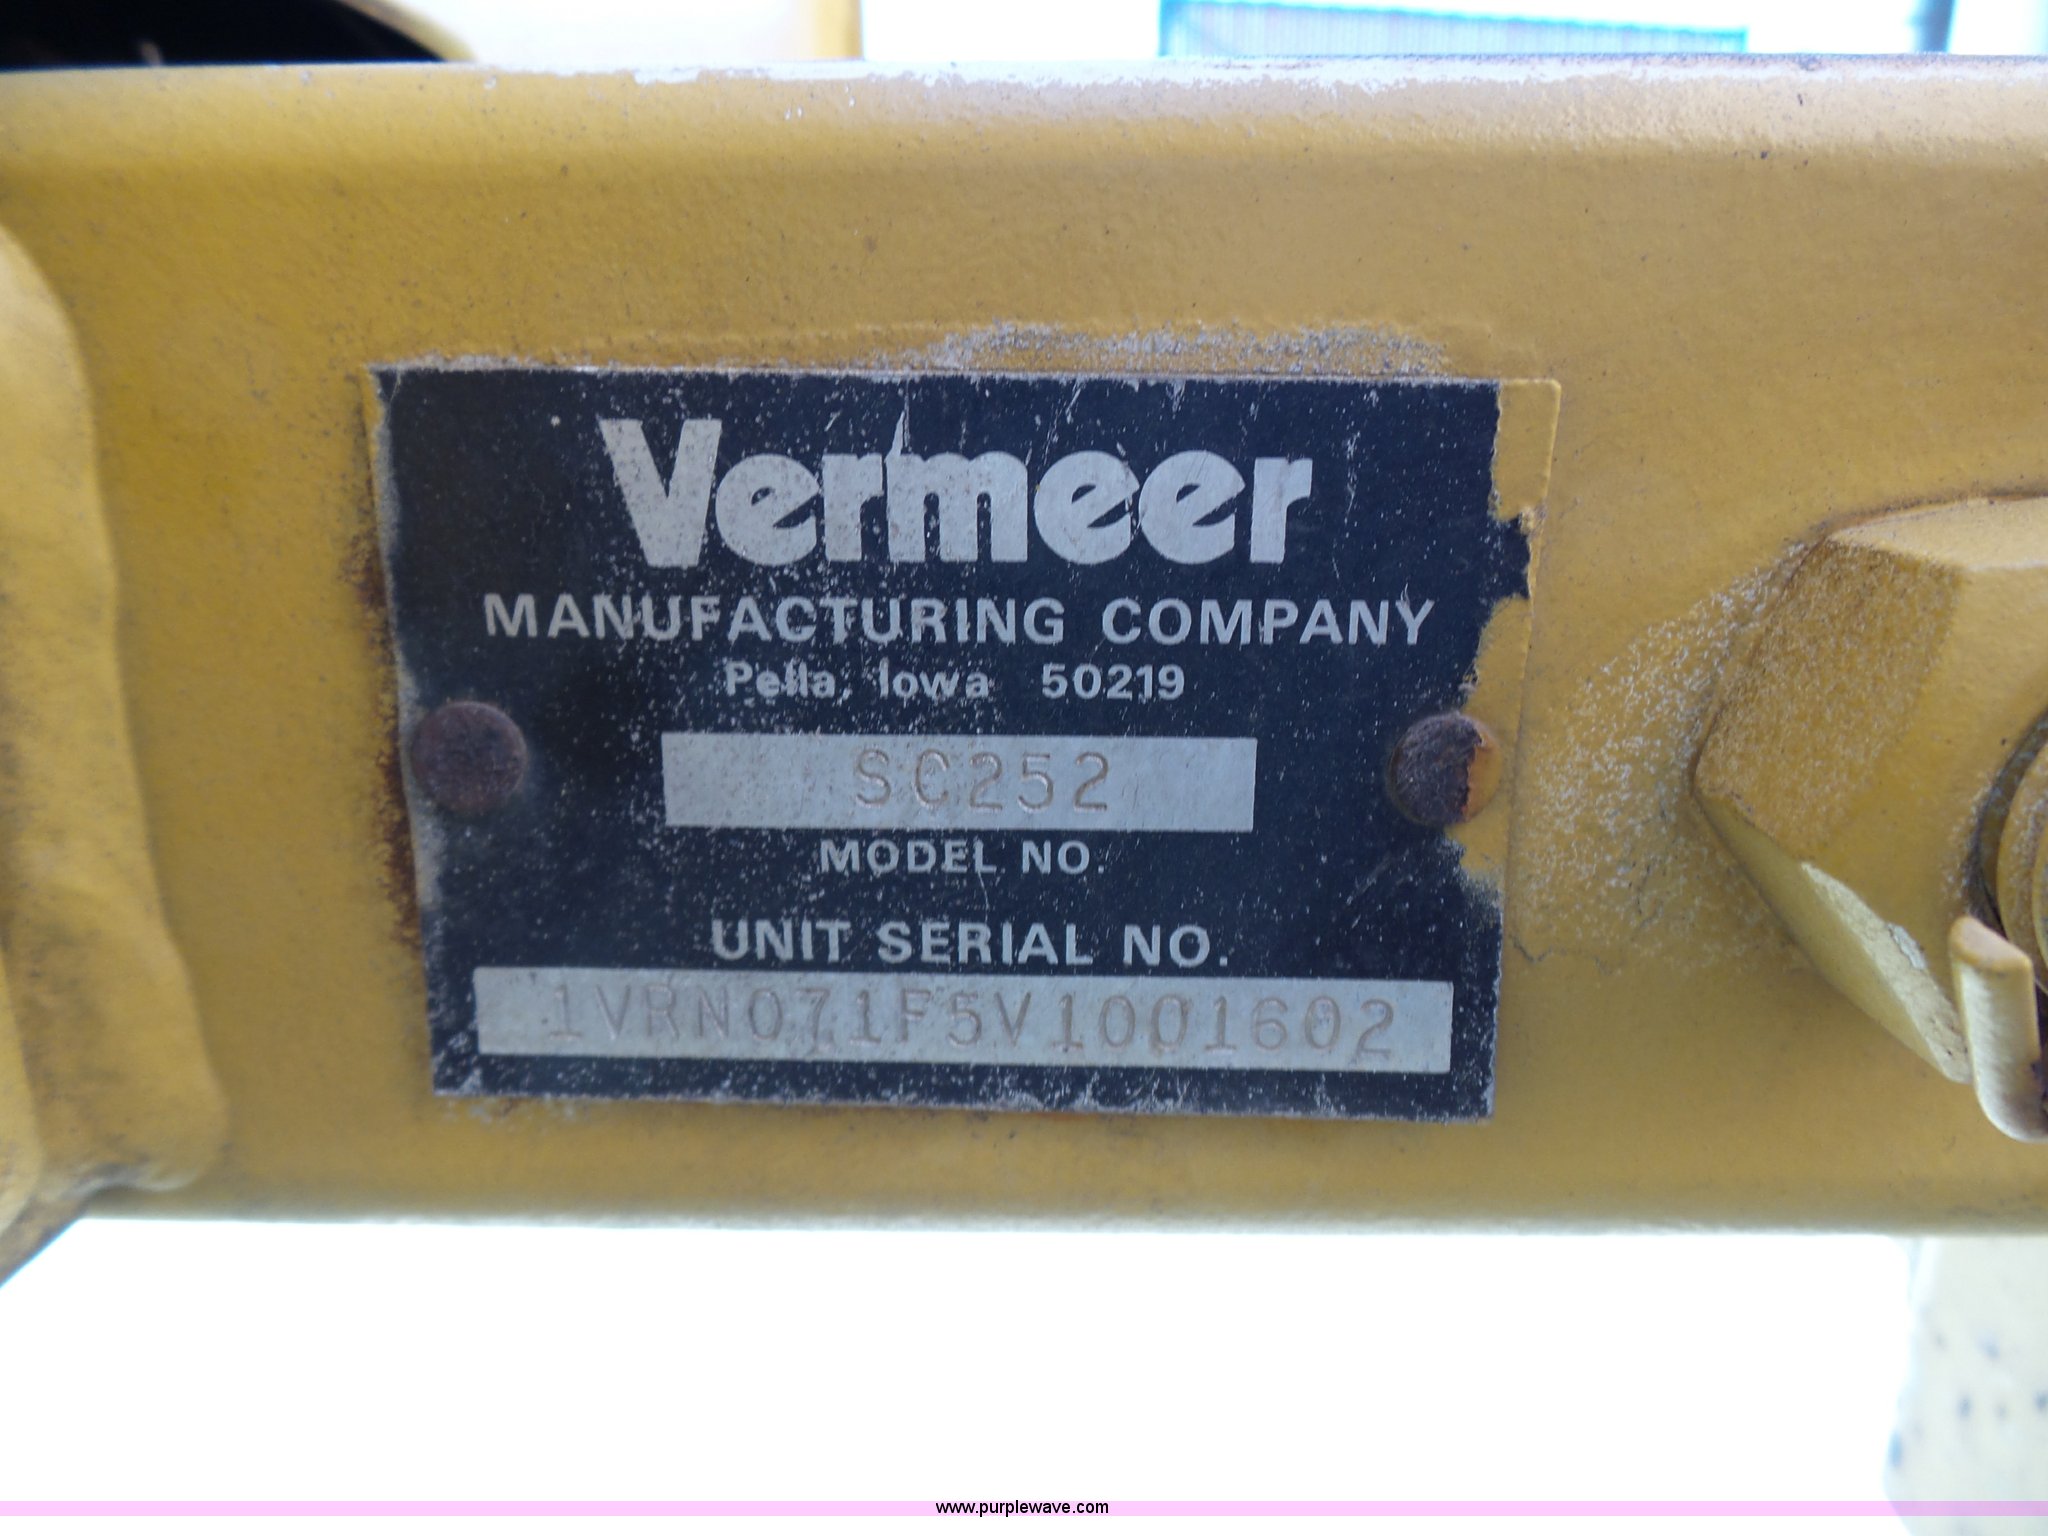 Vermeer
MANUFACTURING COMPANY
Pella, Iowa 50219
SC252
MODEL NO.
UNIT SERIAL NO.
1VRN071F5V1001602
www.purplewave.com